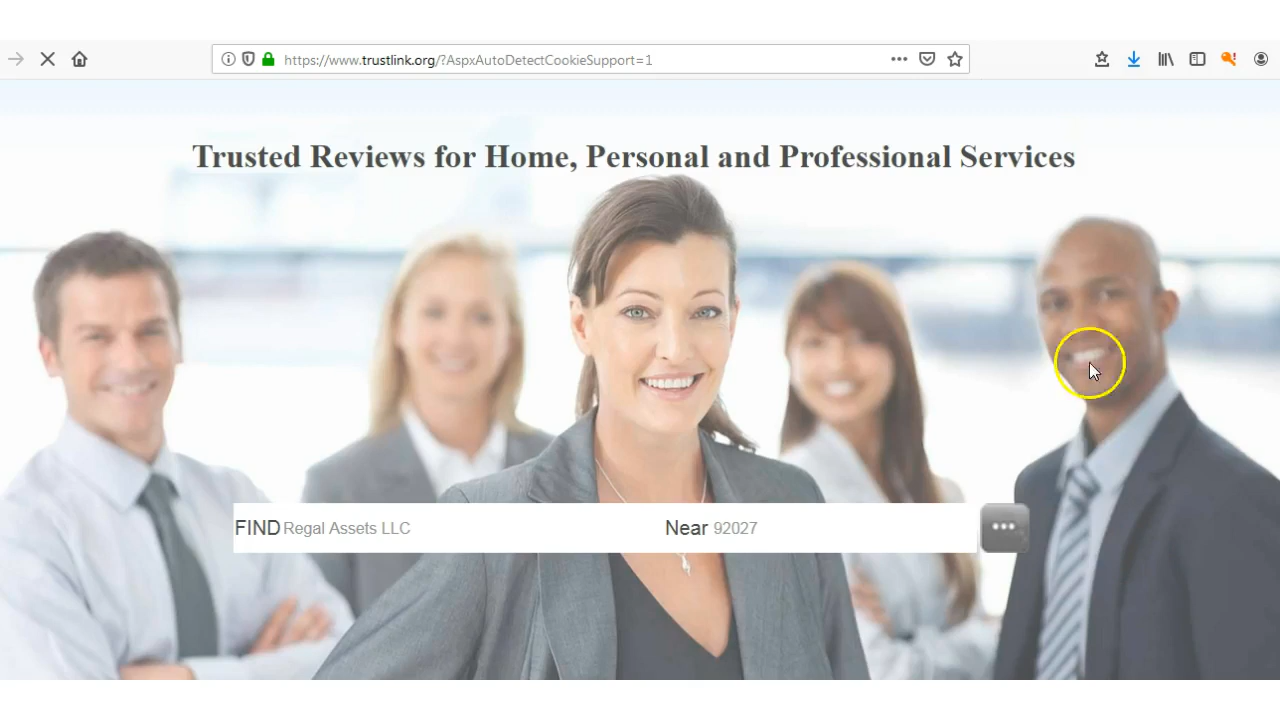 https://www.trustlink.org/?AspxAutoDetectCookieSupport=1
Trusted Reviews for Home, Personal and Professional Services
FIND Regal Assets LLC Near 92027